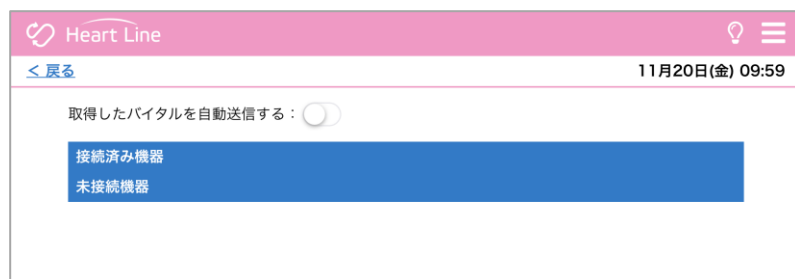 Heart Line
< 戻る 11月20日(金) 09:59
取得したバイタルを自動送信する：
接続済み機器
未接続機器